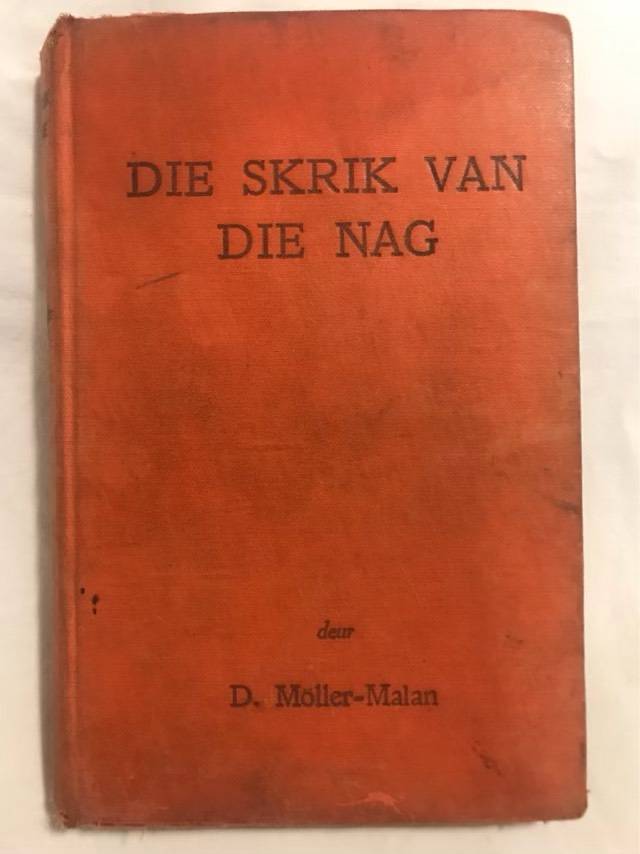 DIE SKRIK VAN
DIE NAG
deur
D. Möller-Malan